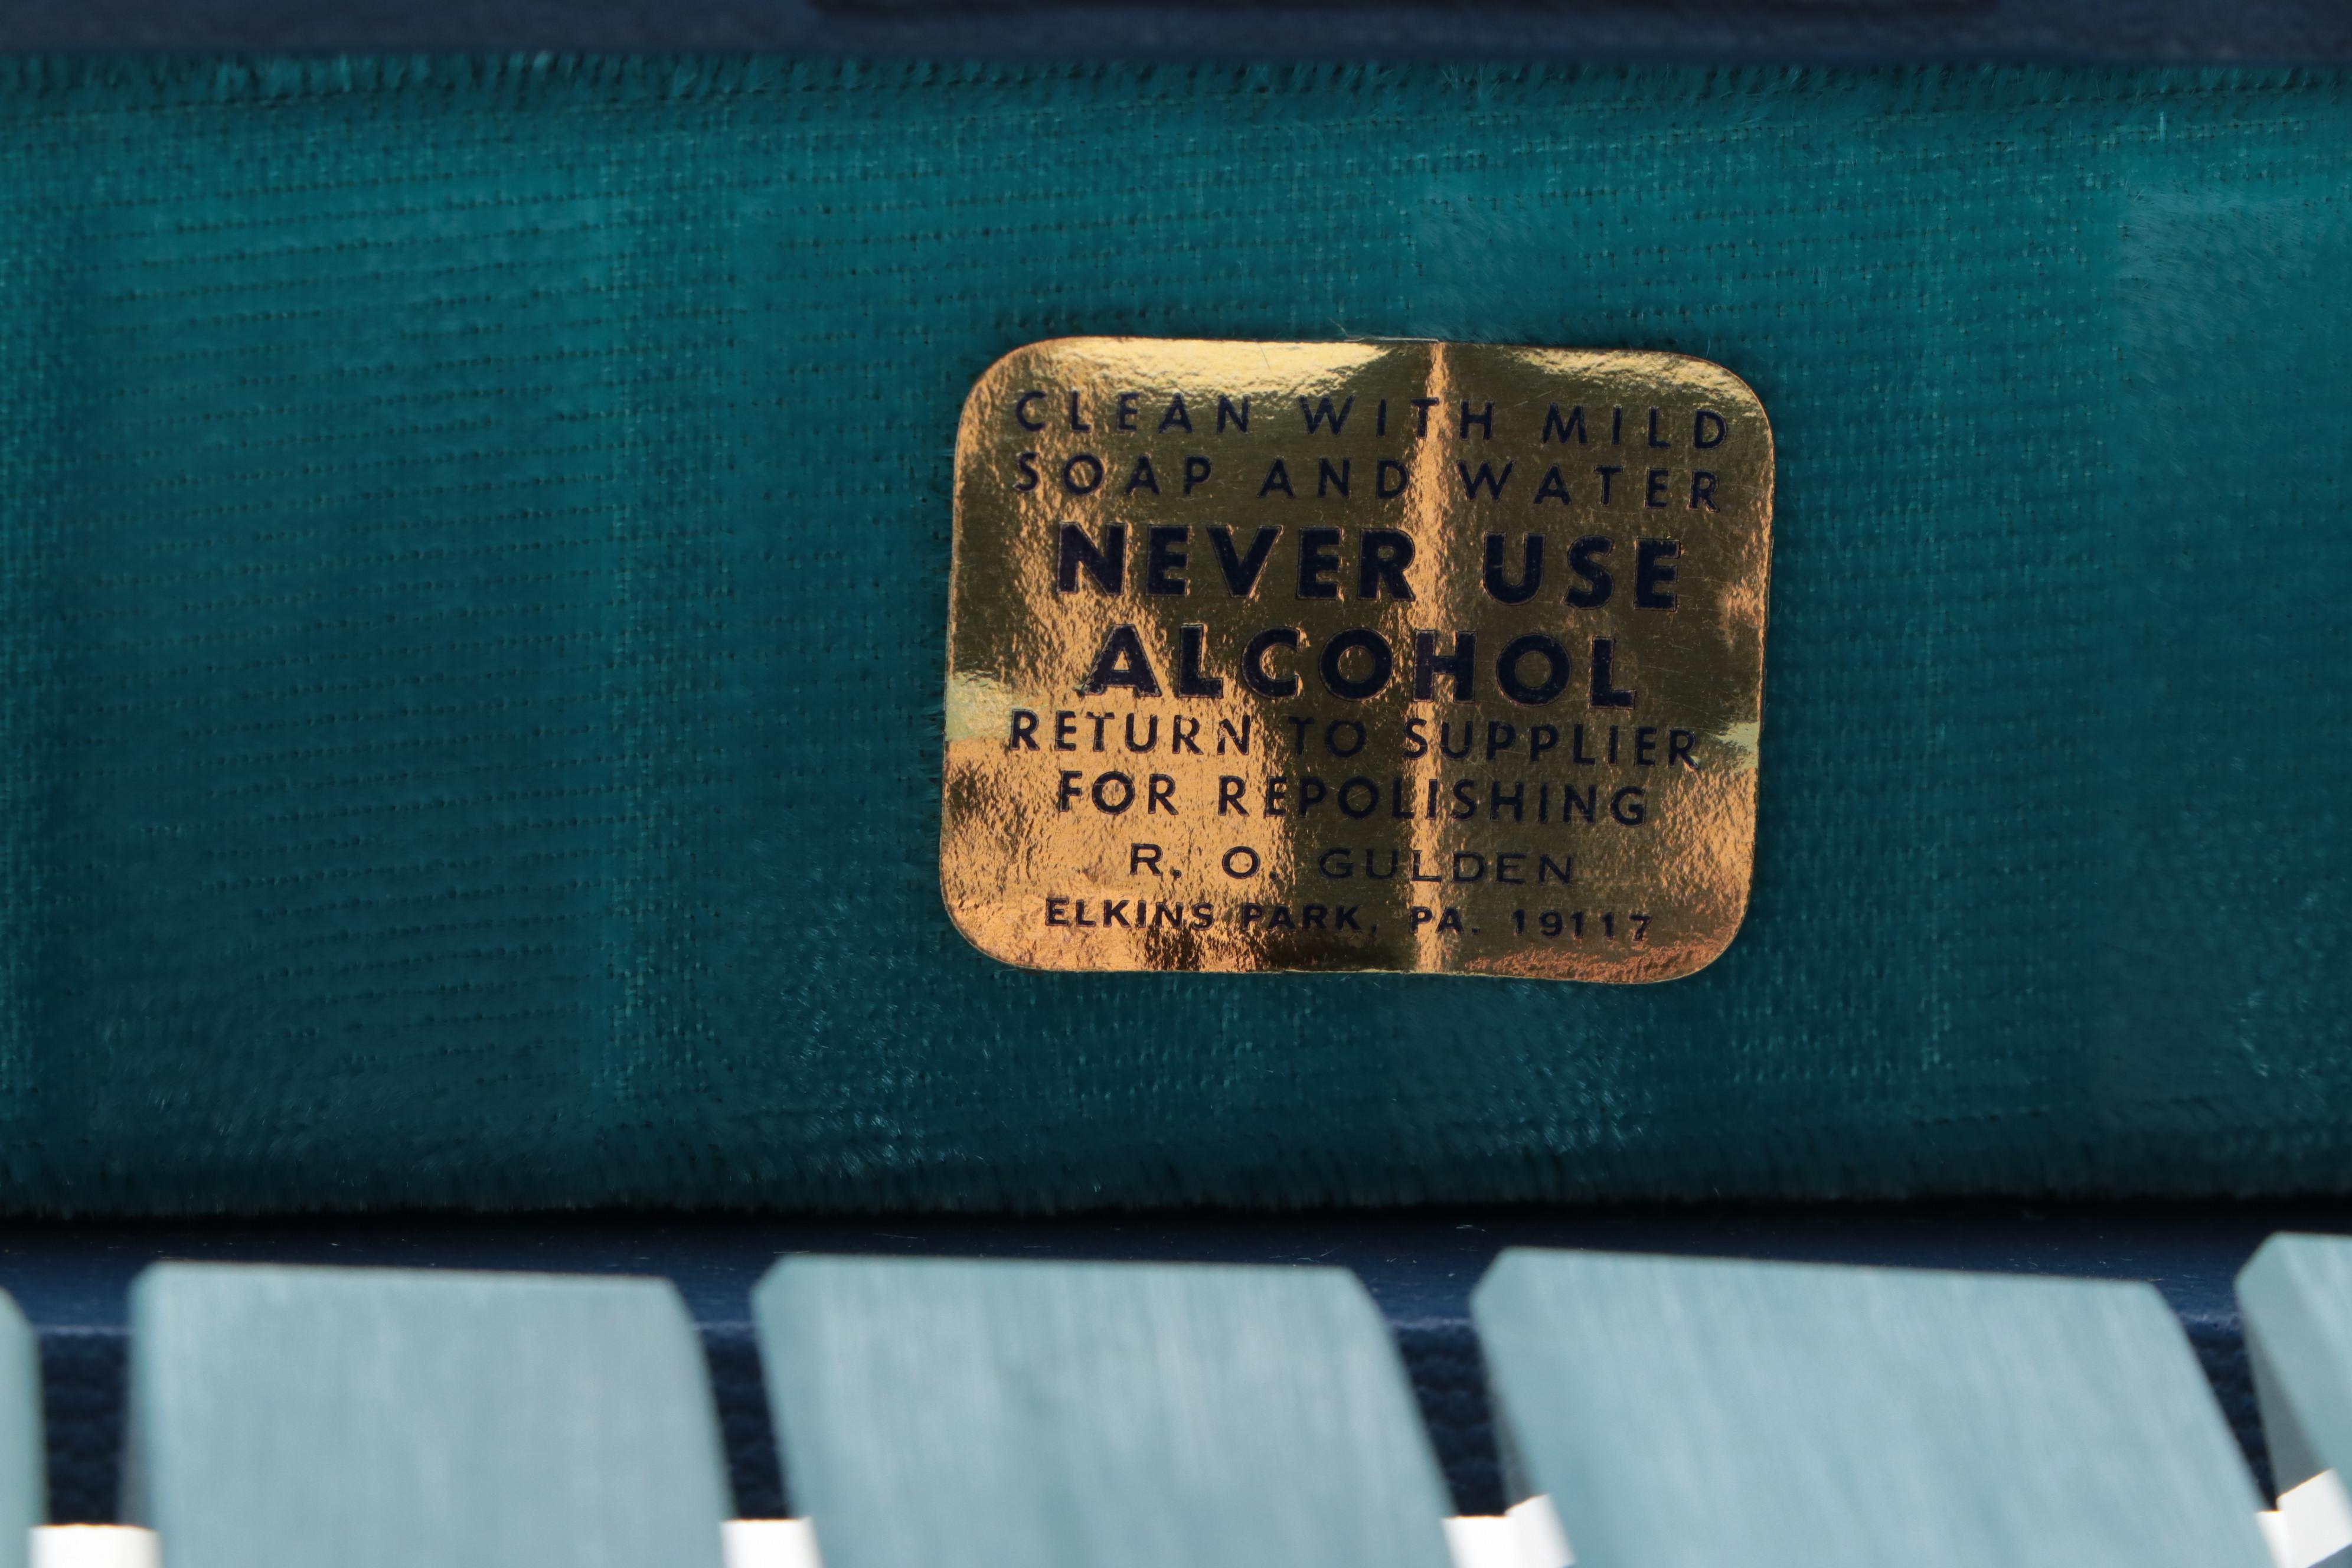 CLEAN WITH MILD
SOAP AND WATER
NEVER USE
ALCOHOL
RETURN TO SUPPLIER
FOR REPOLISHING
R. O. GULDEN
ELKINS PARK, PA. 19117